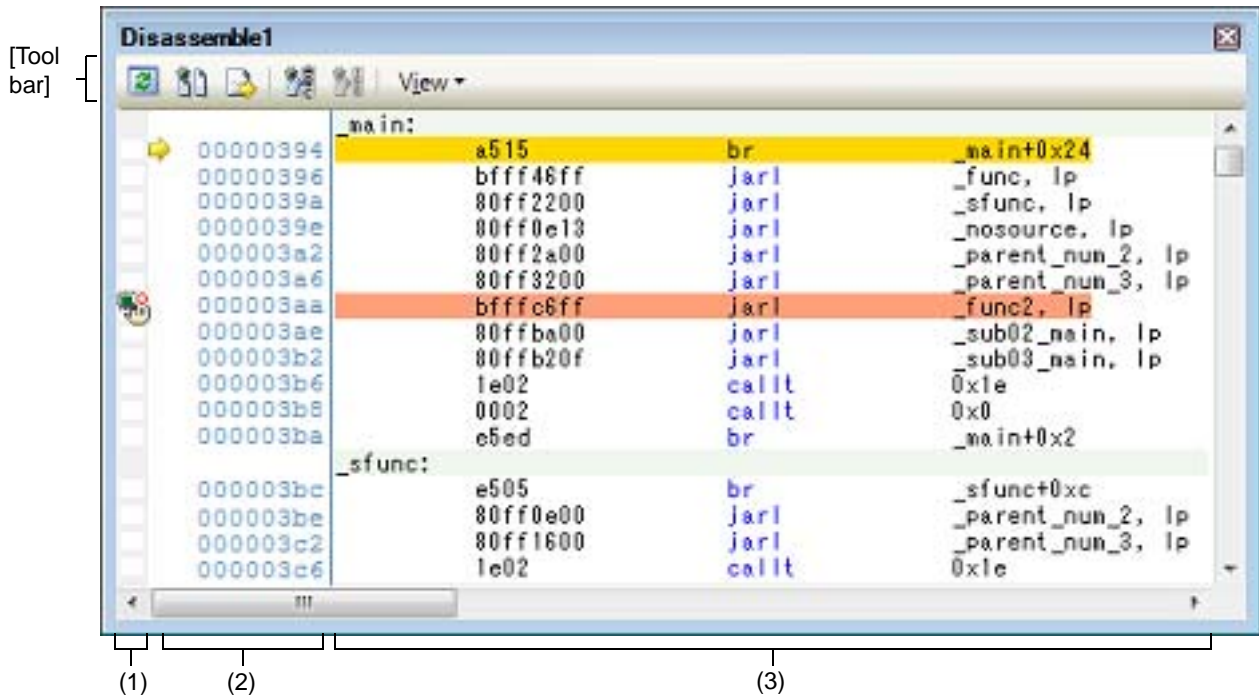 Disassemble1
[Tool
bar]
View
_main:
00000394 a515 br _main+0x24
00000396 bfff46ff jarl _func, lp
0000039a 80ff2200 jarl _sfunc, lp
0000039e 80ff0e13 jarl _nosource, lp
000003a2 80ff2a00 jarl _parent_num_2, lp
000003a6 80ff3200 jarl _parent_num_3, lp
000003aa bfffc6ff jarl _func2, lp
000003ae 80ffba00 jarl _sub02_main, lp
000003b2 80ffb20f jarl _sub03_main, lp
000003b6 1e02 callt 0x1e
000003b8 0002 callt 0x0
000003ba e5ed br _main+0x2
_sfunc:
000003bc e505 br _sfunc+0xc
000003be 80ff0e00 jarl _parent_num_2, lp
000003c2 80ff1600 jarl _parent_num_3, lp
000003c6 1e02 callt 0x1e
(1) (2) (3)